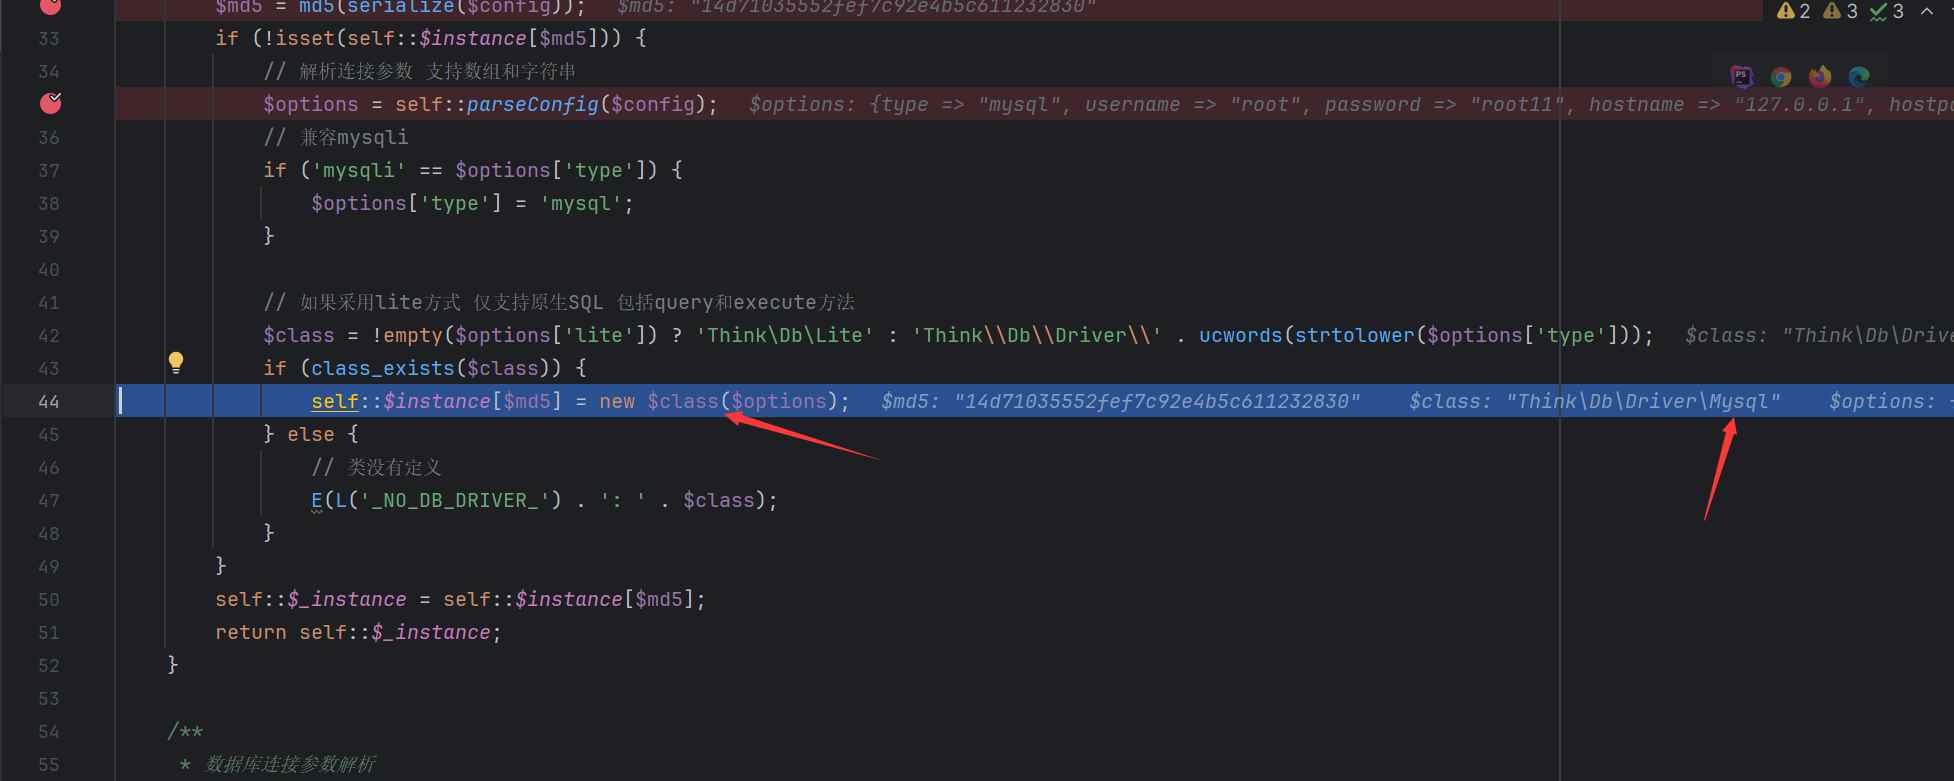 $md5 = md5(serialize($config)); $md5: "14d71035552fef7c92e4b5c611232830"
2 3 3
33 if (!isset(self::$instance[$md5])) {
34 // 解析连接参数 支持数组和字符串
$options = self::parseConfig($config); $options: {type => "mysql", username => "root", password => "root11", hostname => "127.0.0.1", hostpo
36 // 兼容mysqli
37 if ('mysqli' == $options['type']) {
38 $options['type'] = 'mysql';
39 }
40
41 // 如果采用lite方式 仅支持原生SQL 包括query和execute方法
42 $class = !empty($options['lite']) ? 'Think\Db\Lite' : 'Think\\Db\\Driver\\' . ucwords(strtolower($options['type'])); $class: "Think\Db\Drive
43 if (class_exists($class)) {
44 self::$instance[$md5] = new $class($options); $md5: "14d71035552fef7c92e4b5c611232830" $class: "Think\Db\Driver\Mysql" $options: {
45 } else {
46 // 类没有定义
47 E(L('_NO_DB_DRIVER_') . ': ' . $class);
48 }
49 }
50 self::$_instance = self::$instance[$md5];
51 return self::$_instance;
52 }
53
54 /**
55 * 数据库连接参数解析